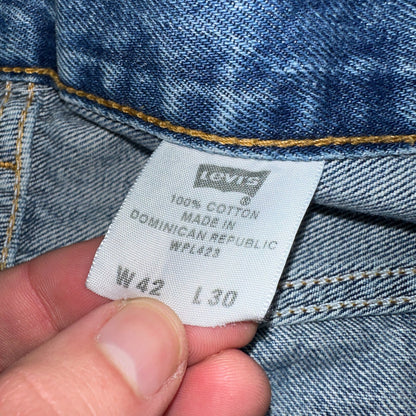 Levi's
®
100% COTTON
MADE IN
DOMINICAN REPUBLIC
WPL423
W 42 L 30